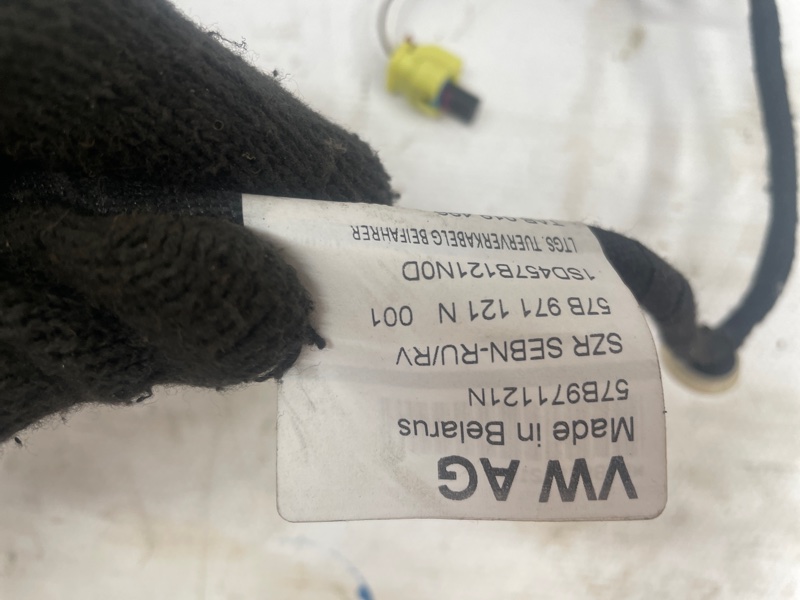 VW AG
Made in Belarus
57B971121N
SZR SEBN-RU/RV
57B 971 121 N 001
1SD457B121N0D
LTGS. TUERVERKABELG BEIFAHRER